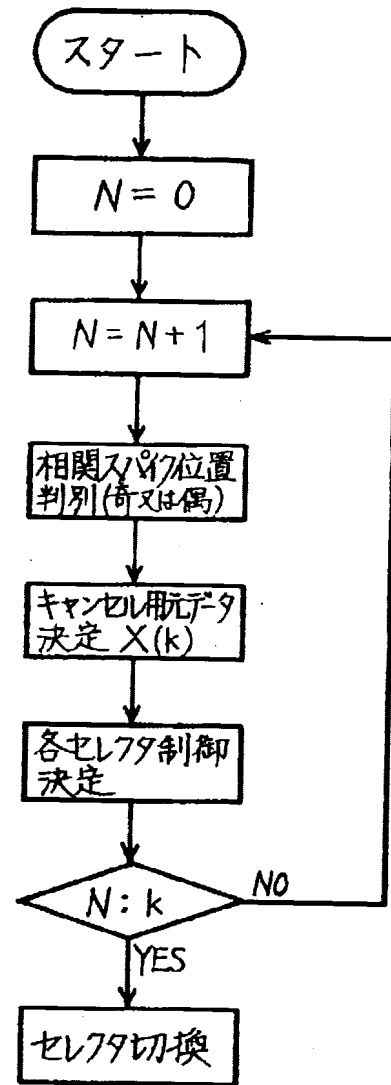 スタート
N = 0
N = N + 1
相関スパイク位置
判別(奇又は偶)
キャンセル用元データ
決定 X(k)
各セレクタ制御
決定
N : k
NO
YES
セレクタ切換